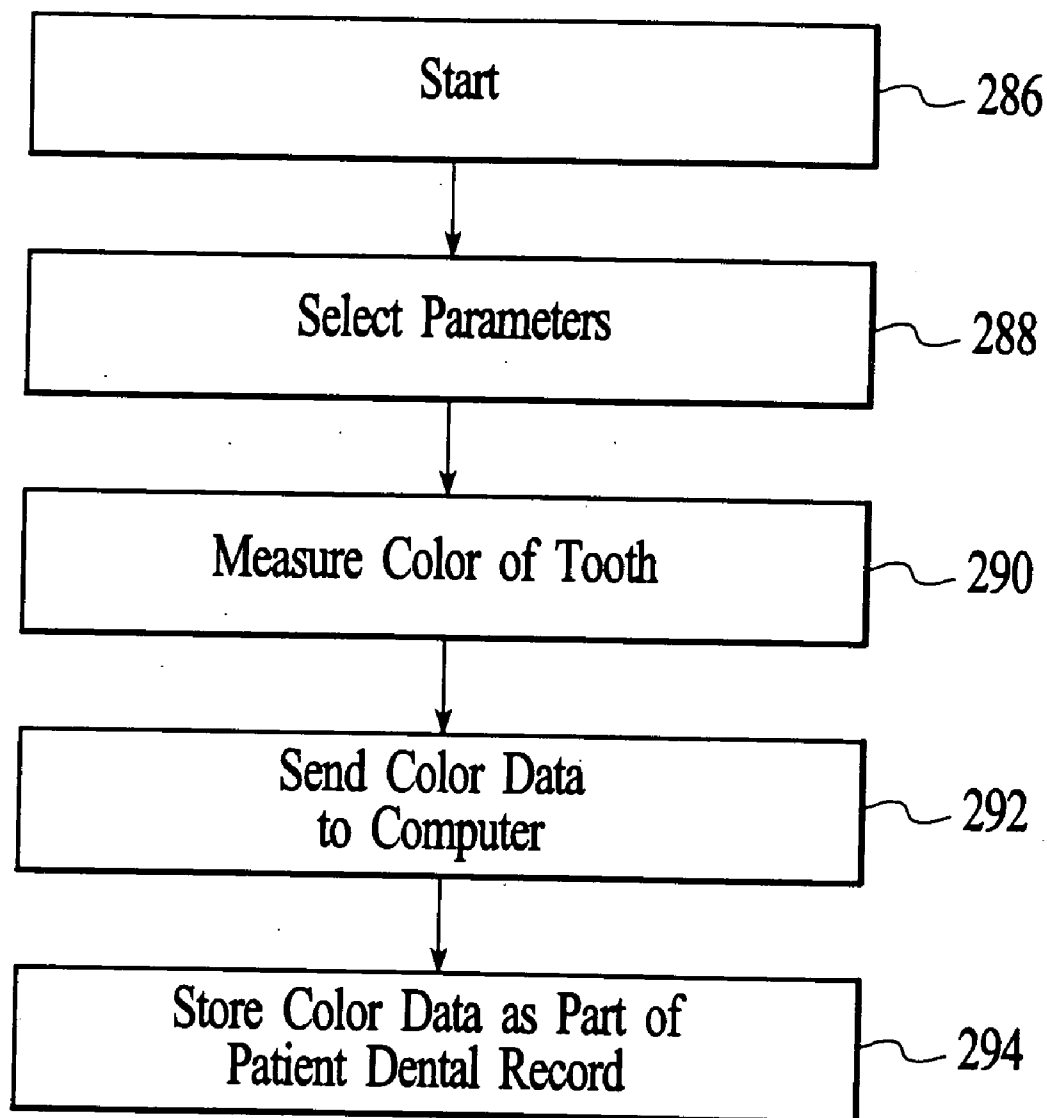 Start
286
Select Parameters
288
Measure Color of Tooth
290
Send Color Data
to Computer
292
Store Color Data as Part of
Patient Dental Record
294